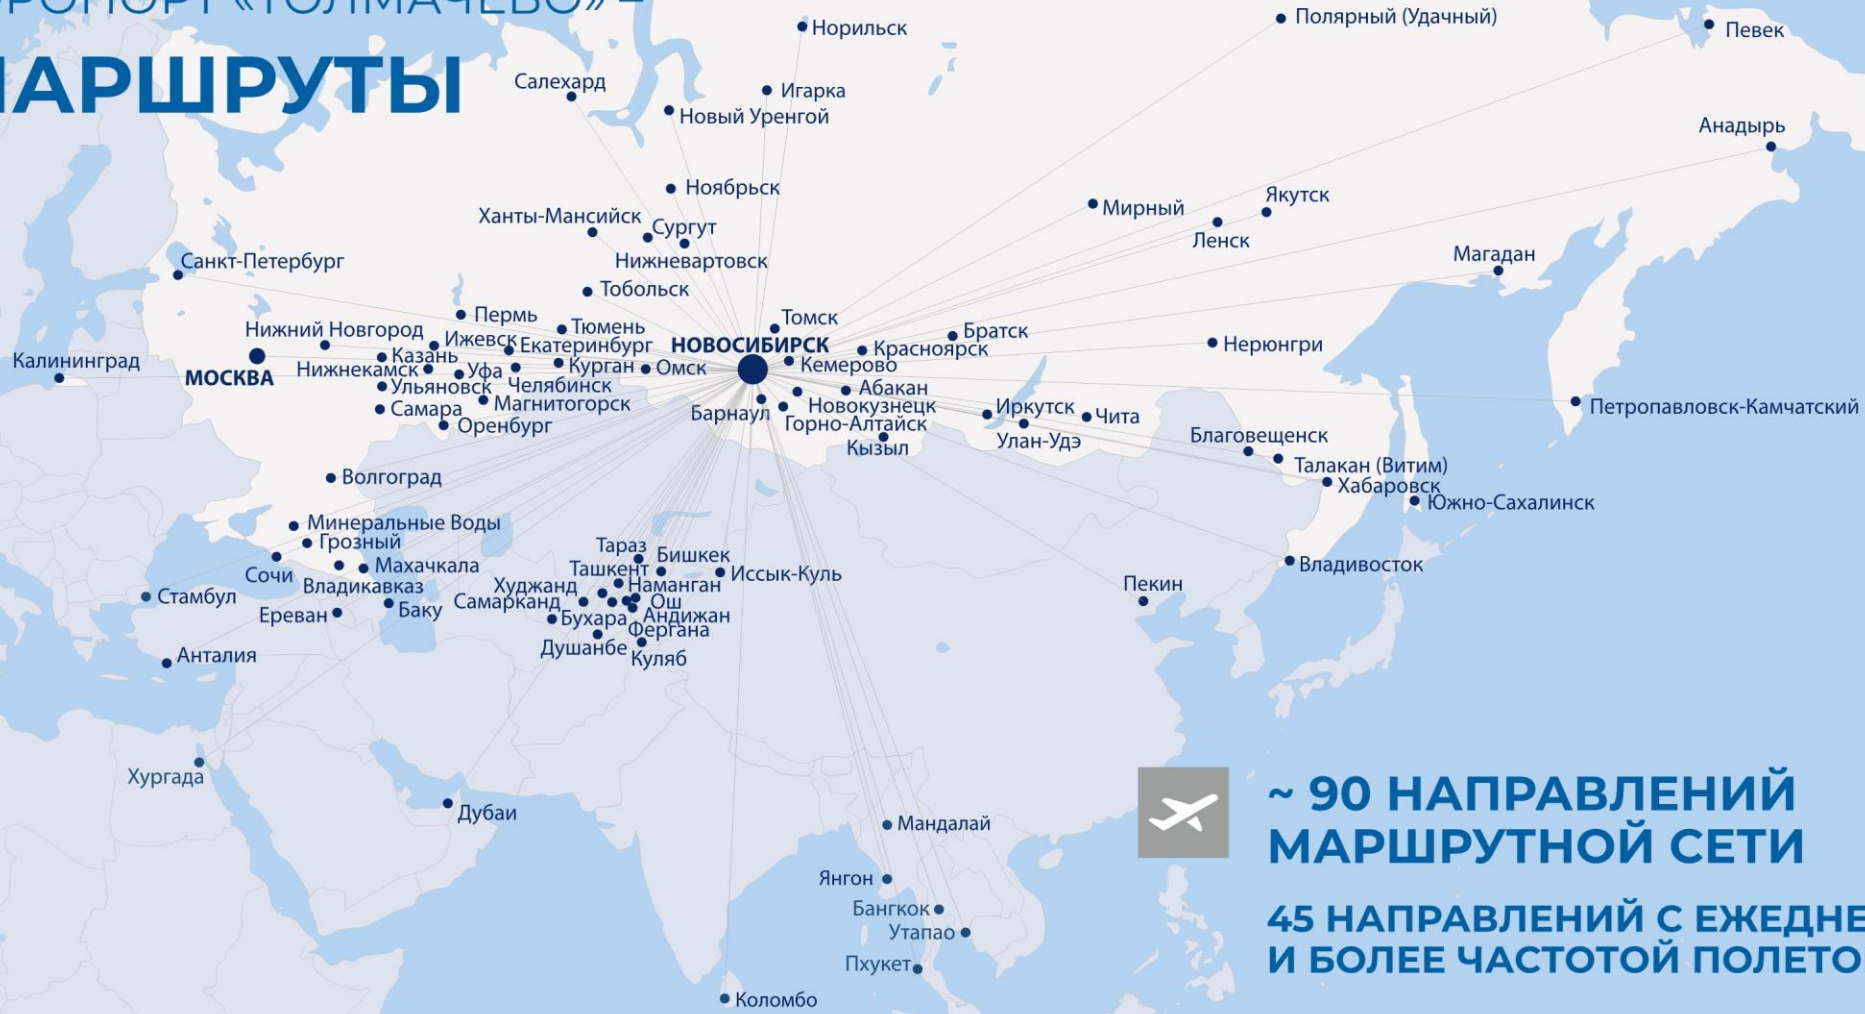 РОПОРТ «ТОЛМАЧЕВО» –
МАРШРУТЫ
Норильск
Полярный (Удачный)
Певек
Салехард
Игарка
Новый Уренгой
Анадырь
Ноябрьск
Ханты-Мансийск
Сургут
Нижневартовск
Мирный
Якутск
Ленск
Магадан
Санкт-Петербург
Тобольск
Пермь
Тюмень
Томск
Нижний Новгород
Ижевск
Екатеринбург
НОВОСИБИРСК
Братск
Красноярск
Нерюнгри
Калининград
МОСКВА
Казань
Нижнекамск
Уфа
Курган
Омск
Кемерово
Ульяновск
Челябинск
Абакан
Самара
Магнитогорск
Барнаул
Новокузнецк
Иркутск
Чита
Петропавловск-Камчатский
Оренбург
Горно-Алтайск
Кызыл
Улан-Удэ
Благовещенск
Талакан (Витим)
Хабаровск
Южно-Сахалинск
Волгоград
Минеральные Воды
Грозный
Сочи
Махачкала
Владикавказ
Тараз
Бишкек
Ташкент
Иссык-Куль
Владивосток
Худжанд
Наманган
Пекин
Стамбул
Самарканд
Ош
Ереван
Баку
Бухара
Андижан
Фергана
Душанбе
Куляб
Анталия
Хургада
Дубаи
Мандалай
Янгон
Бангкок
Утапао
Пхукет
Коломбо
~ 90 НАПРАВЛЕНИЙ
МАРШРУТНОЙ СЕТИ
45 НАПРАВЛЕНИЙ С ЕЖЕДНЕ
И БОЛЕЕ ЧАСТОТОЙ ПОЛЕТО